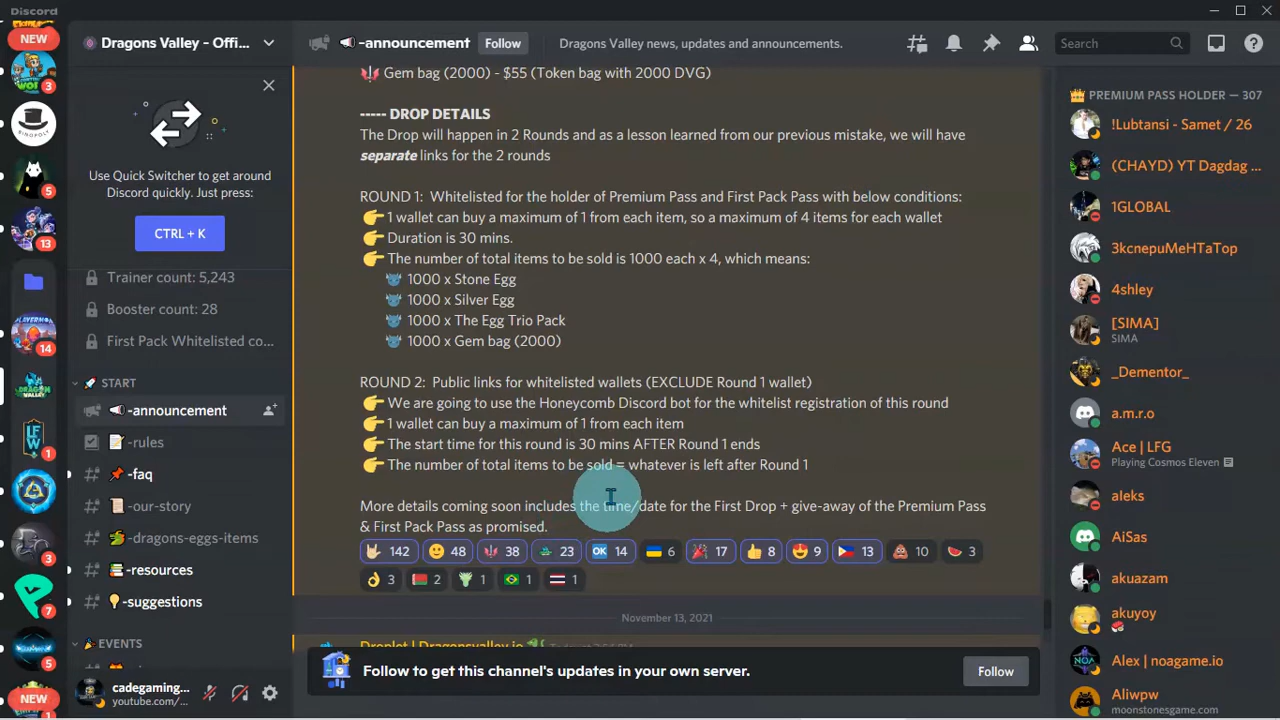 Discord
NEW
3
BINOPOLY
5
13
14
1
3
7
5
NEW
1
Dragons Valley - Offi...
Use Quick Switcher to get around
Discord quickly. Just press:
CTRL + K
Trainer count: 5,243
Booster count: 28
First Pack Whitelisted co...
START
-announcement
-rules
-faq
-our-story
-dragons-eggs-items
-resources
-suggestions
EVENTS
cadegaming...
youtube.com/...
-announcement Follow Dragons Valley news, updates and announcements.
Search
Gem bag (2000) - $55 (Token bag with 2000 DVG)
----- DROP DETAILS
The Drop will happen in 2 Rounds and as a lesson learned from our previous mistake, we will have
separate links for the 2 rounds
ROUND 1: Whitelisted for the holder of Premium Pass and First Pack Pass with below conditions:
1 wallet can buy a maximum of 1 from each item, so a maximum of 4 items for each wallet
Duration is 30 mins.
The number of total items to be sold is 1000 each x 4, which means:
1000 x Stone Egg
1000 x Silver Egg
1000 x The Egg Trio Pack
1000 x Gem bag (2000)
ROUND 2: Public links for whitelisted wallets (EXCLUDE Round 1 wallet)
We are going to use the Honeycomb Discord bot for the whitelist registration of this round
1 wallet can buy a maximum of 1 from each item
The start time for this round is 30 mins AFTER Round 1 ends
The number of total items to be sold = whatever is left after Round 1
More details coming soon includes the time/date for the First Drop + give-away of the Premium Pass
& First Pack Pass as promised.
142 48 38 23 OK 14 6 17 8 9 13 10 3
3 2 1 1 1
November 13, 2021
Droplet | Dragonsvalley.io
Follow to get this channel's updates in your own server.
Follow
PREMIUM PASS HOLDER — 307
!Lubtansi - Samet / 26
(CHAYD) YT Dagdag ...
1GLOBAL
3kcnepuMeHTaTop
4shley
[SIMA]
SIMA
_Dementor_
a.m.r.o
Ace | LFG
Playing Cosmos Eleven
aleks
AiSas
akuazam
akuyoy
Alex | noagame.io
Aliwpw
moonstonesgame.com